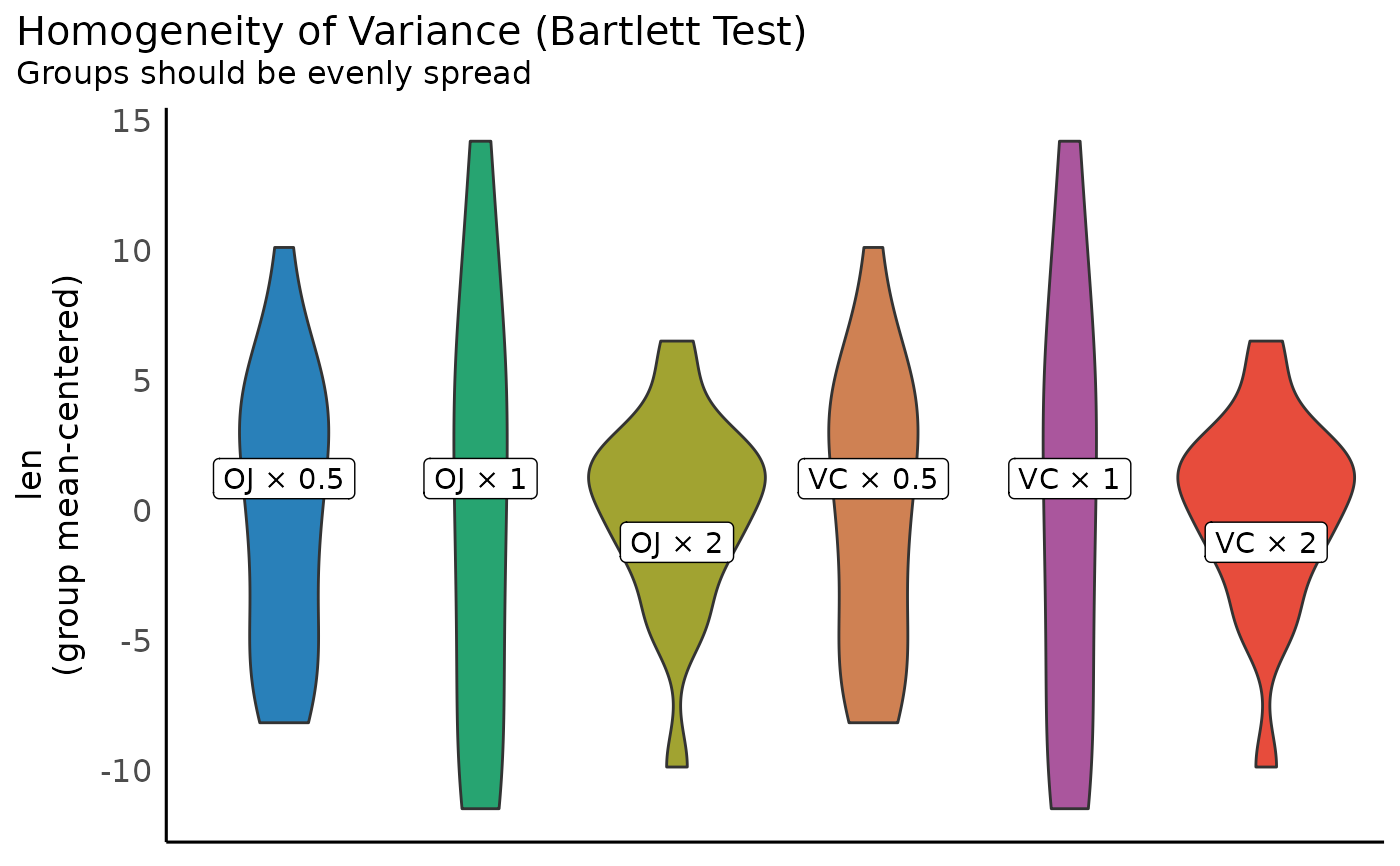 Homogeneity of Variance (Bartlett Test)
Groups should be evenly spread
len
(group mean-centered)
15
10
5
0
-5
-10
OJ × 0.5
OJ × 1
OJ × 2
VC × 0.5
VC × 1
VC × 2